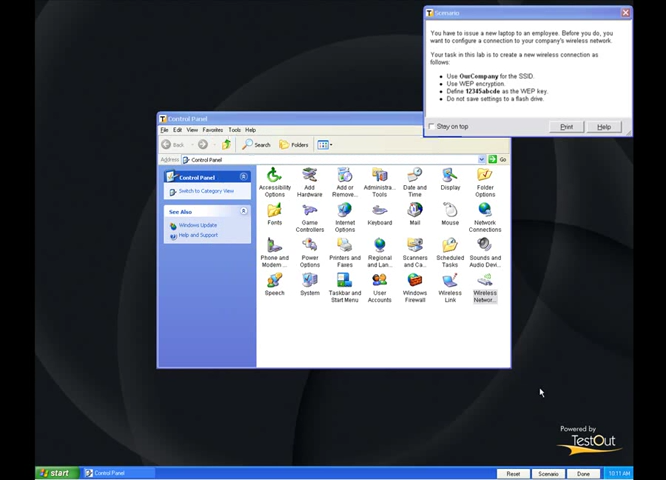 Scenario
You have to issue a new laptop to an employee. Before you do, you
want to configure a connection to your company's wireless network.
Your task in this lab is to create a new wireless connection as
follows:
Use OurCompany for the SSID.
Use WEP encryption.
Define 12345abcde as the WEP key.
Do not save settings to a flash drive.
Stay on top
Print
Help
Control Panel
File Edit View Favorites Tools Help
Back Search Folders
Address Control Panel Go
Control Panel
Switch to Category View
See Also
Windows Update
Help and Support
Accessibility Options
Add Hardware
Add or Remove...
Administra... Tools
Date and Time
Display
Folder Options
Fonts
Game Controllers
Internet Options
Keyboard
Mail
Mouse
Network Connections
Phone and Modem ...
Power Options
Printers and Faxes
Regional and Lan...
Scanners and Ca...
Scheduled Tasks
Sounds and Audio Devi...
Speech
System
Taskbar and Start Menu
User Accounts
Windows Firewall
Wireless Link
Wireless Networ...
Powered by
TestOut
start
Control Panel
Reset
Scenario
Done
10:11 AM